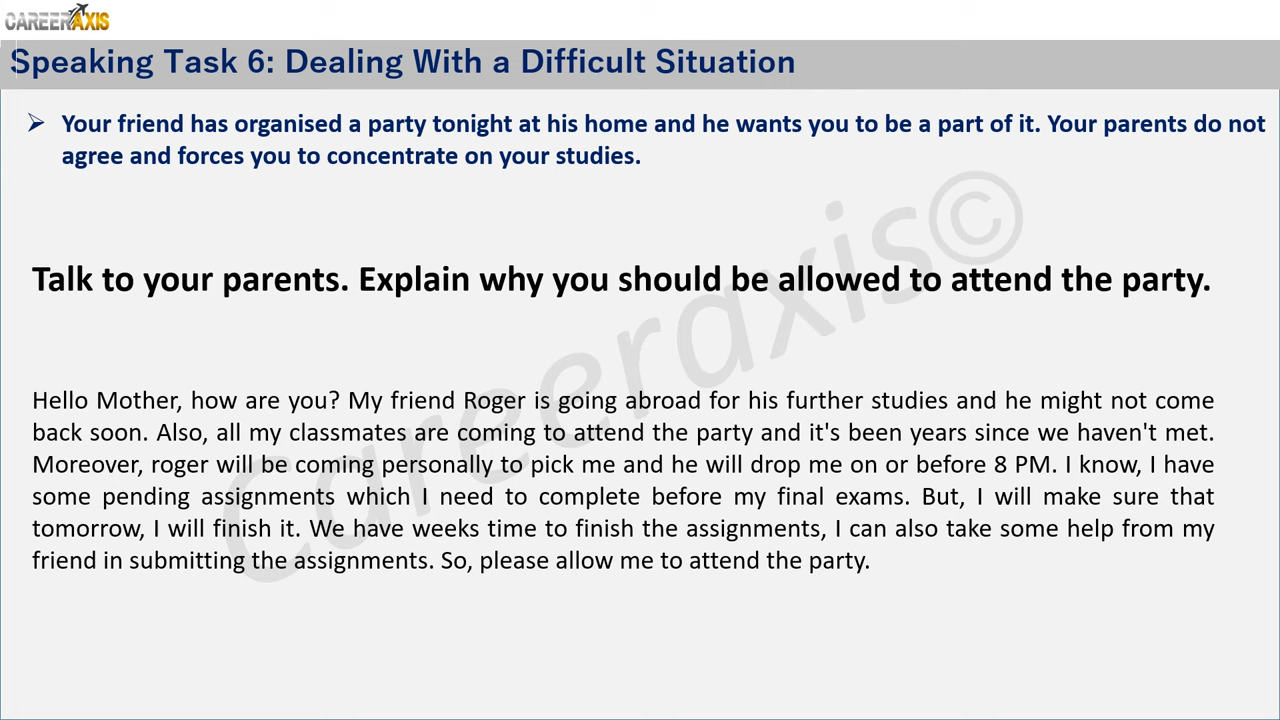 CAREERAXIS
Speaking Task 6: Dealing With a Difficult Situation
➢ Your friend has organised a party tonight at his home and he wants you to be a part of it. Your parents do not
agree and forces you to concentrate on your studies.
Talk to your parents. Explain why you should be allowed to attend the party.
Hello Mother, how are you? My friend Roger is going abroad for his further studies and he might not come
back soon. Also, all my classmates are coming to attend the party and it's been years since we haven't met.
Moreover, roger will be coming personally to pick me and he will drop me on or before 8 PM. I know, I have
some pending assignments which I need to complete before my final exams. But, I will make sure that
tomorrow, I will finish it. We have weeks time to finish the assignments, I can also take some help from my
friend in submitting the assignments. So, please allow me to attend the party.
Careeraxis©